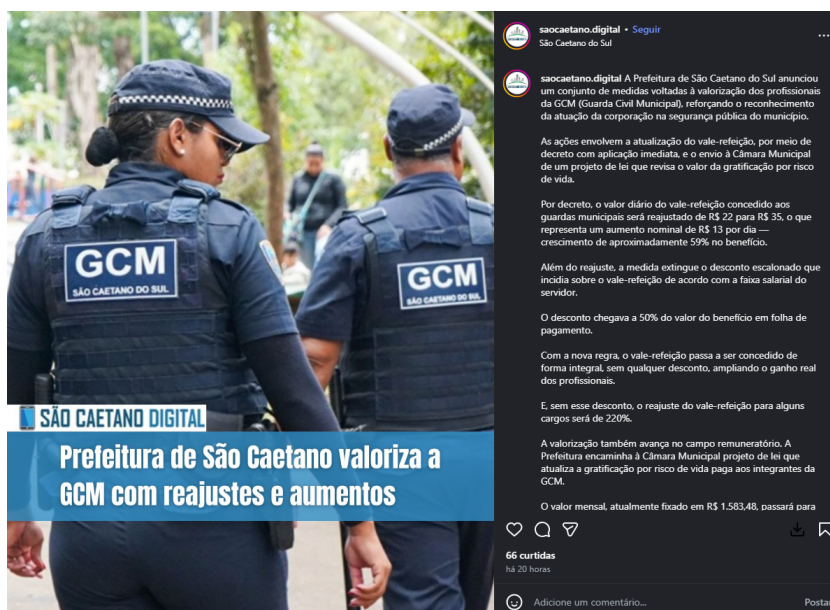 GCM
SÃO CAETANO DO SUL
GCM
SÃO CAETANO DO SUL
SÃO CAETANO DIGITAL
Prefeitura de São Caetano valoriza a
GCM com reajustes e aumentos
saocaetano.digital • Seguir
São Caetano do Sul
saocaetano.digital A Prefeitura de São Caetano do Sul anunciou
um conjunto de medidas voltadas à valorização dos profissionais
da GCM (Guarda Civil Municipal), reforçando o reconhecimento
da atuação da corporação na segurança pública do município.
As ações envolvem a atualização do vale-refeição, por meio de
decreto com aplicação imediata, e o envio à Câmara Municipal
de um projeto de lei que revisa o valor da gratificação por risco
de vida.
Por decreto, o valor diário do vale-refeição concedido aos
guardas municipais será reajustado de R$ 22 para R$ 35, o que
representa um aumento nominal de R$ 13 por dia —
crescimento de aproximadamente 59% no benefício.
Além do reajuste, a medida extingue o desconto escalonado que
incidia sobre o vale-refeição de acordo com a faixa salarial do
servidor.
O desconto chegava a 50% do valor do benefício em folha de
pagamento.
Com a nova regra, o vale-refeição passa a ser concedido de
forma integral, sem qualquer desconto, ampliando o ganho real
dos profissionais.
E, sem esse desconto, o reajuste do vale-refeição para alguns
cargos será de 220%.
A valorização também avança no campo remuneratório. A
Prefeitura encaminha à Câmara Municipal projeto de lei que
atualiza a gratificação por risco de vida paga aos integrantes da
GCM.
O valor mensal, atualmente fixado em R$ 1.583,48, passará para
66 curtidas
há 20 horas
Adicione um comentário...
Postar